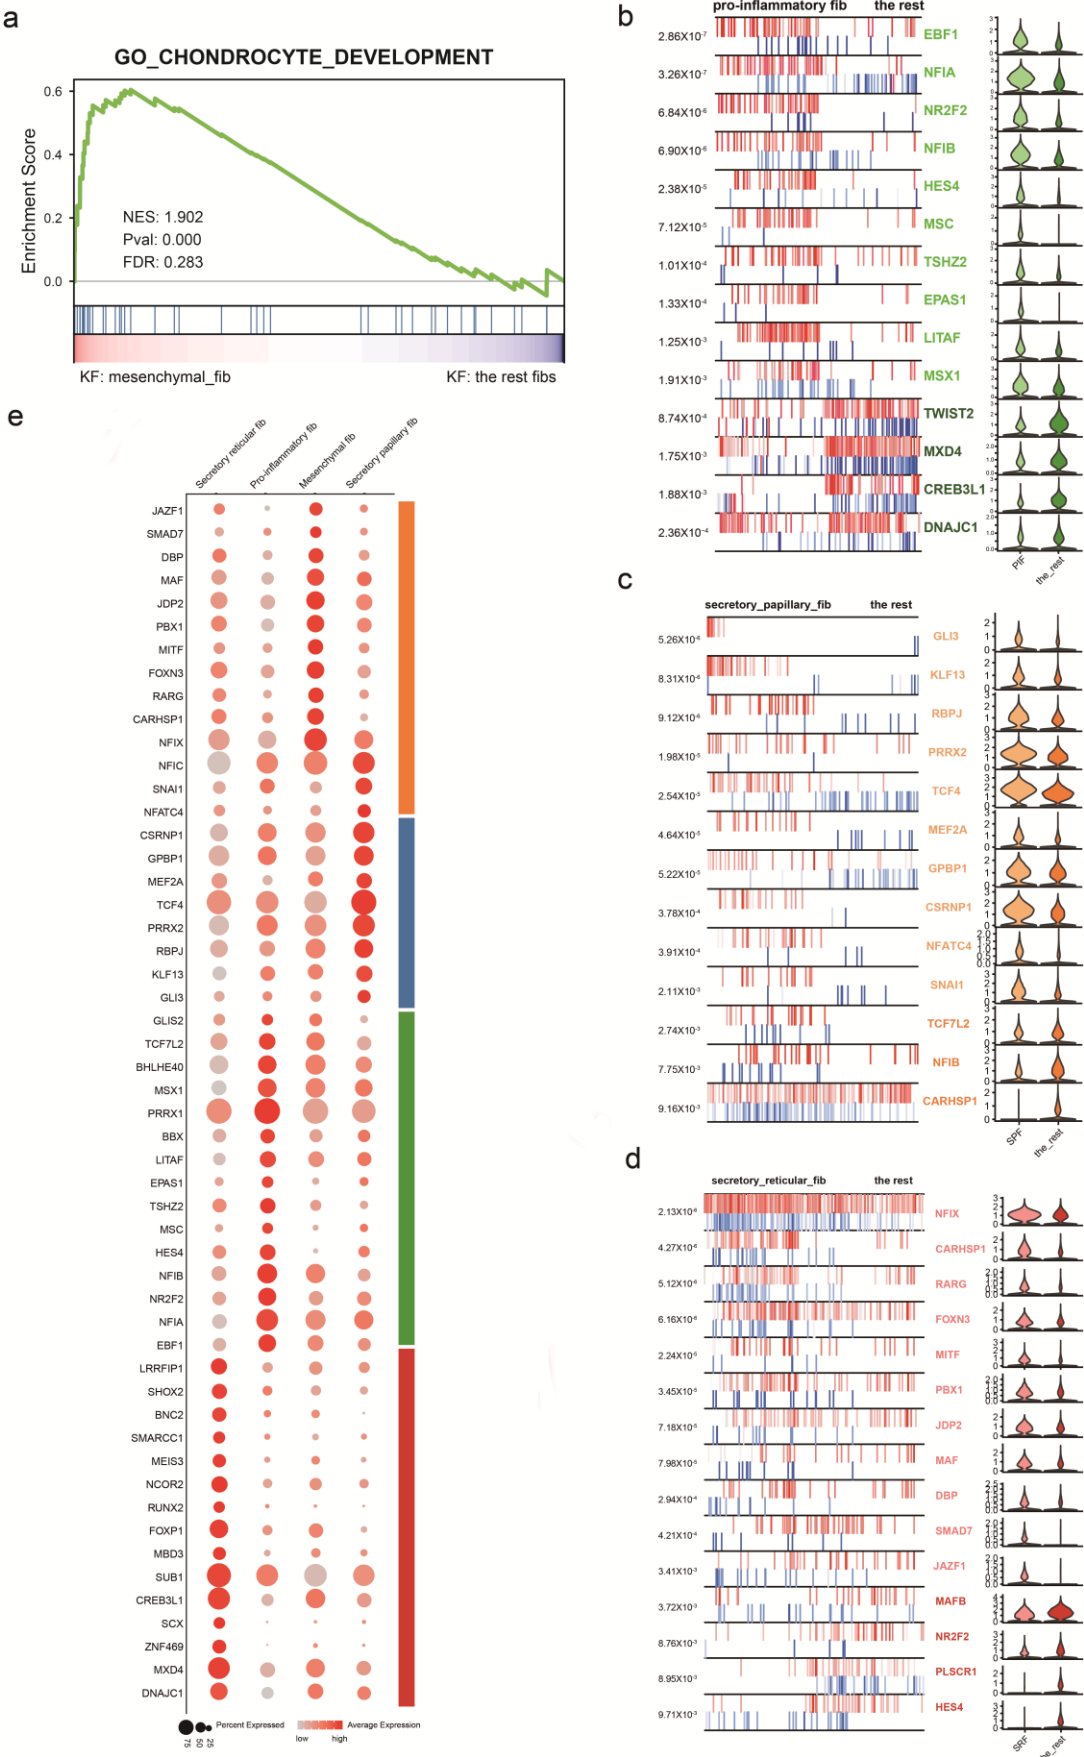 a
GO_CHONDROCYTE_DEVELOPMENT
Enrichment Score
0.6
0.4
0.2
0.0
NES: 1.902
Pval: 0.000
FDR: 0.283
KF: mesenchymal_fib
KF: the rest fibs
b
pro-inflammatory fib the rest
2.86X10-7 EBF1
3.26X10-7 NFIA
6.84X10-6 NR2F2
6.90X10-6 NFIB
2.38X10-5 HES4
7.12X10-5 MSC
1.01X10-4 TSHZ2
1.33X10-4 EPAS1
1.25X10-3 LITAF
1.91X10-3 MSX1
8.74X10-4 TWIST2
1.75X10-3 MXD4
1.88X10-3 CREB3L1
2.36X10-4 DNAJC1
PIF
the_rest
c
secretory_papillary_fib the rest
5.26X10-6 GLI3
8.31X10-6 KLF13
9.12X10-6 RBPJ
1.98X10-5 PRRX2
2.54X10-5 TCF4
4.64X10-5 MEF2A
5.22X10-5 GPBP1
3.78X10-4 CSRNP1
3.91X10-4 NFATC4
2.11X10-3 SNAI1
2.74X10-3 TCF7L2
7.75X10-3 NFIB
9.16X10-3 CARHSP1
SPF
the_rest
d
secretory_reticular_fib the rest
2.13X10-6 NFIX
4.27X10-6 CARHSP1
5.12X10-6 RARG
6.16X10-6 FOXN3
2.24X10-5 MITF
3.45X10-5 PBX1
7.18X10-5 JDP2
7.98X10-5 MAF
2.94X10-4 DBP
4.21X10-4 SMAD7
3.41X10-3 JAZF1
3.72X10-3 MAFB
8.76X10-3 NR2F2
8.95X10-3 PLSCR1
9.71X10-3 HES4
SRF
the_rest
e
Secretory reticular fib
Pro-inflammatory fib
Mesenchymal fib
Secretory papillary fib
JAZF1
SMAD7
DBP
MAF
JDP2
PBX1
MITF
FOXN3
RARG
CARHSP1
NFIX
NFIC
SNAI1
NFATC4
CSRNP1
GPBP1
MEF2A
TCF4
PRRX2
RBPJ
KLF13
GLI3
GLIS2
TCF7L2
BHLHE40
MSX1
PRRX1
BBX
LITAF
EPAS1
TSHZ2
MSC
HES4
NFIB
NR2F2
NFIA
EBF1
LRRFIP1
SHOX2
BNC2
SMARCC1
MEIS3
NCOR2
RUNX2
FOXP1
MBD3
SUB1
CREB3L1
SCX
ZNF469
MXD4
DNAJC1
Percent Expressed
75 50 25
Average Expression
low high